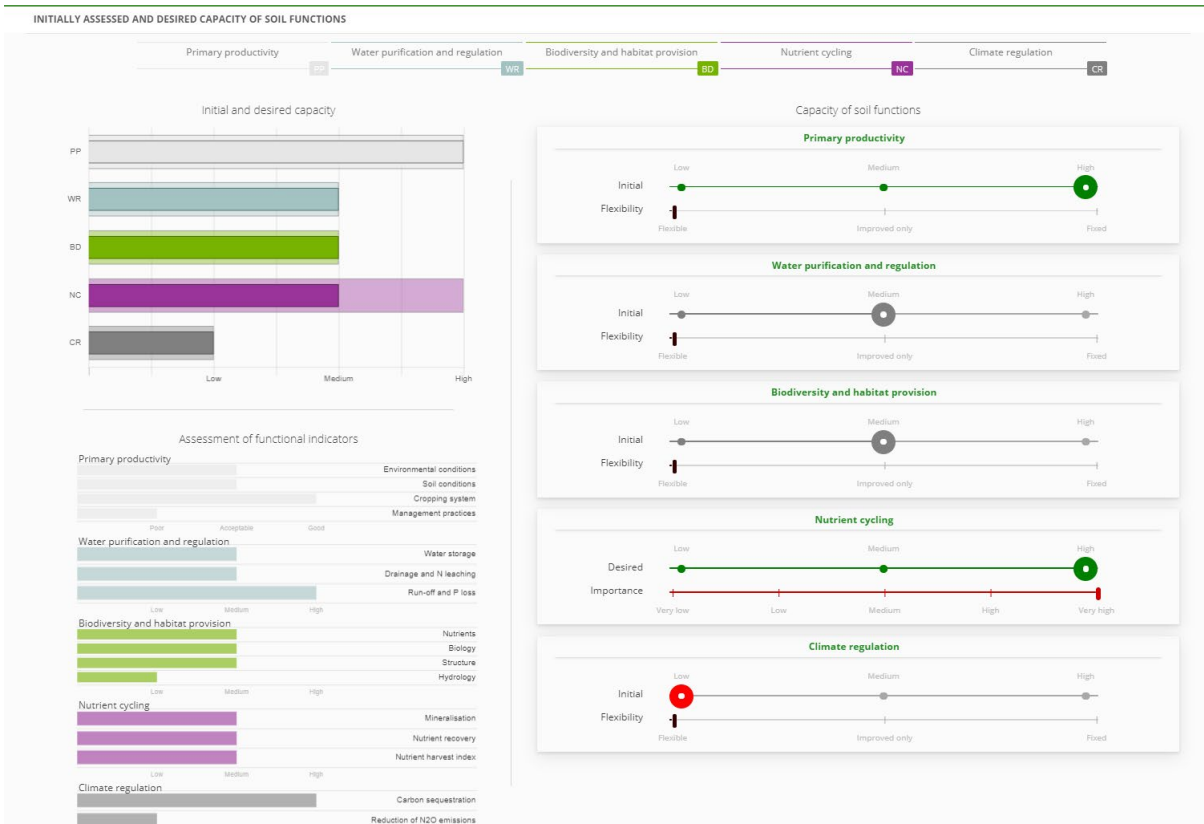 INITIALLY ASSESSED AND DESIRED CAPACITY OF SOIL FUNCTIONS
Primary productivity Water purification and regulation Biodiversity and habitat provision Nutrient cycling Climate regulation
PP WR BD NC CR
Initial and desired capacity
PP
WR
BD
NC
CR
Low Medium High
Assessment of functional indicators
Primary productivity
Environmental conditions
Soil conditions
Cropping system
Management practices
Poor Acceptable Good
Water purification and regulation
Water storage
Drainage and N leaching
Run-off and P loss
Low Medium High
Biodiversity and habitat provision
Nutrients
Biology
Structure
Hydrology
Low Medium High
Nutrient cycling
Mineralisation
Nutrient recovery
Nutrient harvest index
Low Medium High
Climate regulation
Carbon sequestration
Reduction of N2O emissions
Capacity of soil functions
Primary productivity
Low Medium High
Initial
Flexibility
Flexible Improved only Fixed
Water purification and regulation
Low Medium High
Initial
Flexibility
Flexible Improved only Fixed
Biodiversity and habitat provision
Low Medium High
Initial
Flexibility
Flexible Improved only Fixed
Nutrient cycling
Low Medium High
Desired
Importance
Very low Low Medium High Very high
Climate regulation
Low Medium High
Initial
Flexibility
Flexible Improved only Fixed